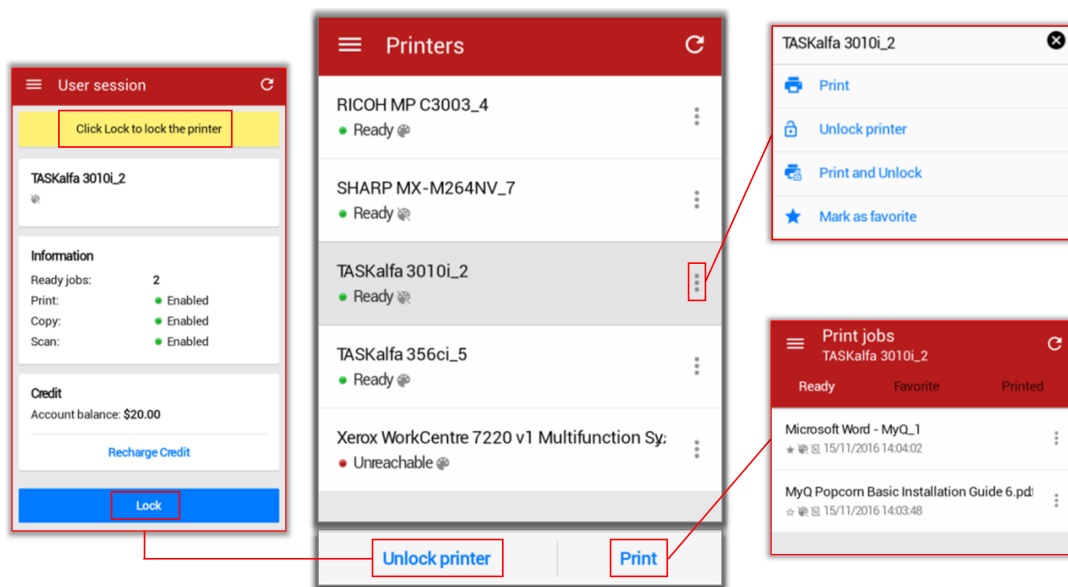 User session
Click Lock to lock the printer
TASKalfa 3010i_2
Information
Ready jobs: 2
Print: Enabled
Copy: Enabled
Scan: Enabled
Credit
Account balance: $20.00
Recharge Credit
Lock
Printers
RICOH MP C3003_4
Ready
SHARP MX-M264NV_7
Ready
TASKalfa 3010i_2
Ready
TASKalfa 356ci_5
Ready
Xerox WorkCentre 7220 v1 Multifunction Sy
Unreachable
Unlock printer
Print
TASKalfa 3010i_2
Print
Unlock printer
Print and Unlock
Mark as favorite
Print jobs
TASKalfa 3010i_2
Ready Favorite Printed
Microsoft Word - MyQ_1
15/11/2016 14:04:02
MyQ Popcorn Basic Installation Guide 6.pdf
15/11/2016 14:03:48